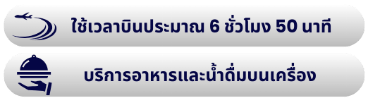 ใช้เวลาบินประมาณ 6 ชั่วโมง 50 นาที
บริการอาหารและน้ำดื่มบนเครื่อง